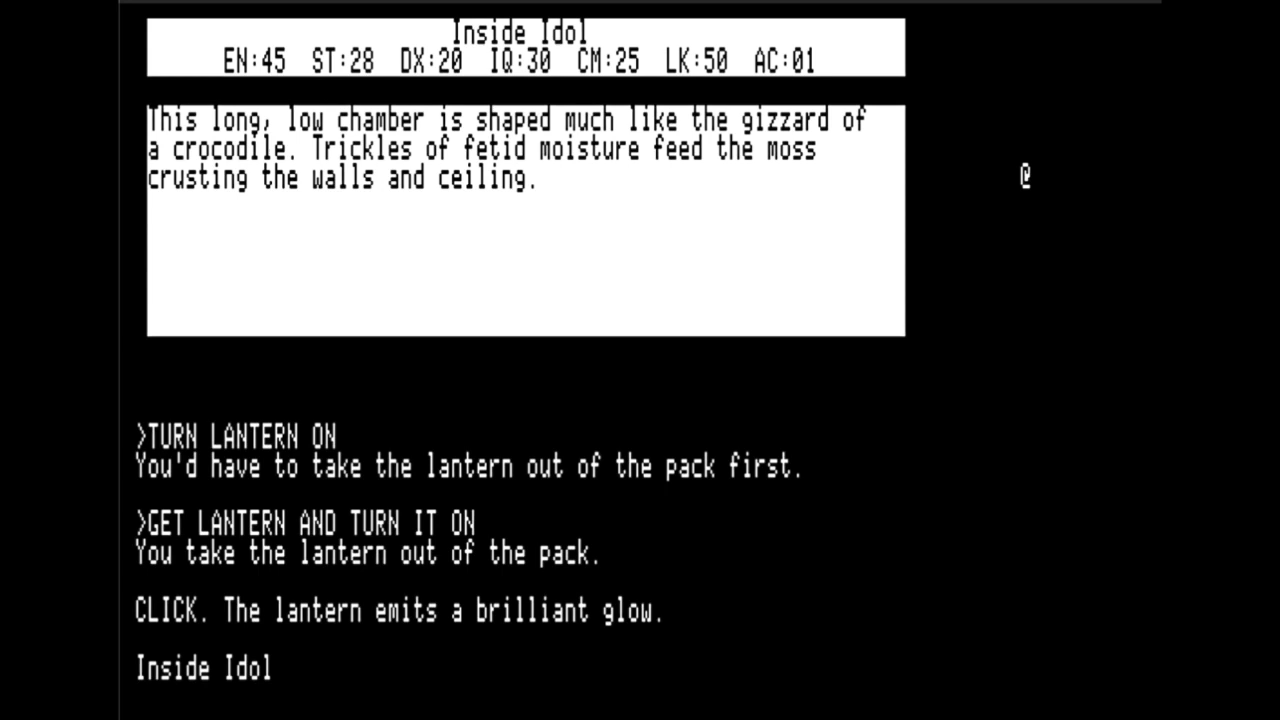 Inside Idol
EN:45 ST:28 DX:20 IQ:30 CM:25 LK:50 AC:01
This long, low chamber is shaped much like the gizzard of
a crocodile. Trickles of fetid moisture feed the moss
crusting the walls and ceiling.
@
>TURN LANTERN ON
You'd have to take the lantern out of the pack first.
>GET LANTERN AND TURN IT ON
You take the lantern out of the pack.
CLICK. The lantern emits a brilliant glow.
Inside Idol